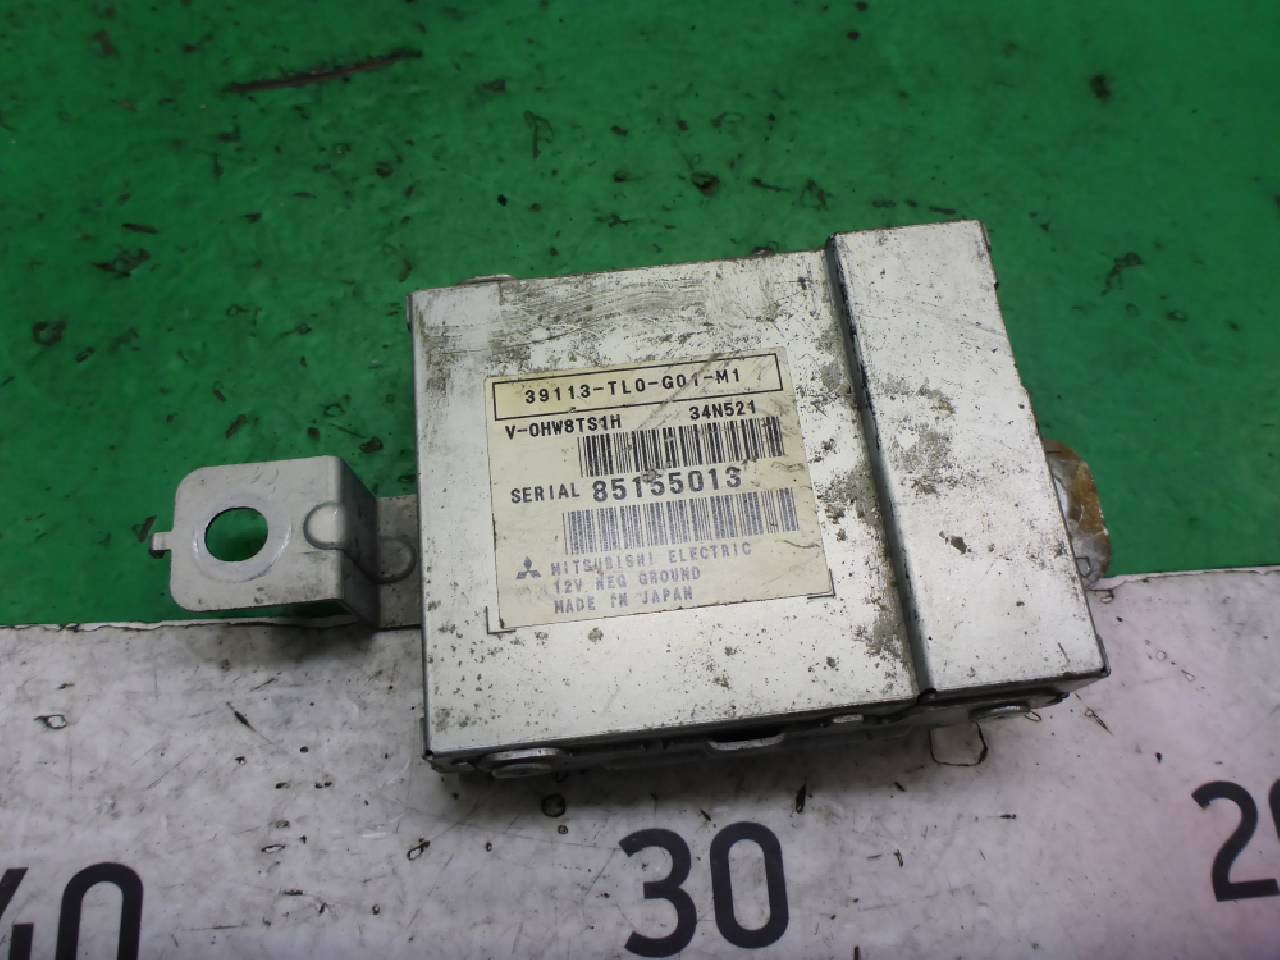 39113-TL0-G01-M1
V-0HW8TS1H 34N521
SERIAL 85155013
MITSUBISHI ELECTRIC
12V NEG GROUND
MADE IN JAPAN
40 30 2